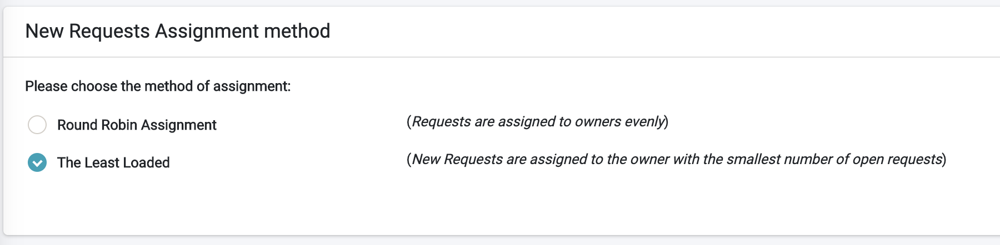 New Requests Assignment method
Please choose the method of assignment:
Round Robin Assignment
(Requests are assigned to owners evenly)
The Least Loaded
(New Requests are assigned to the owner with the smallest number of open requests)